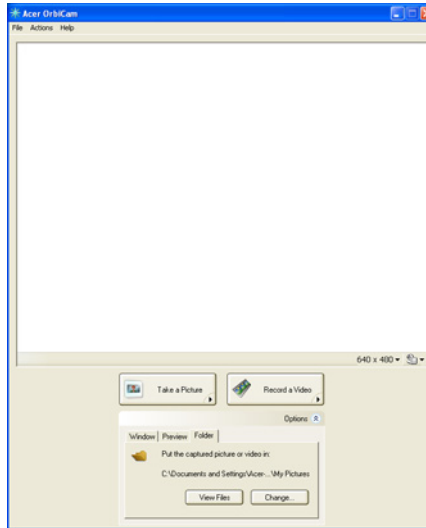 Acer OrbiCam
File Actions Help
640 x 480
Take a Picture Record a Video
Options
Window Preview Folder
Put the captured picture or video in:
C:\Documents and Settings\Acer-...\My Pictures
View Files Change...